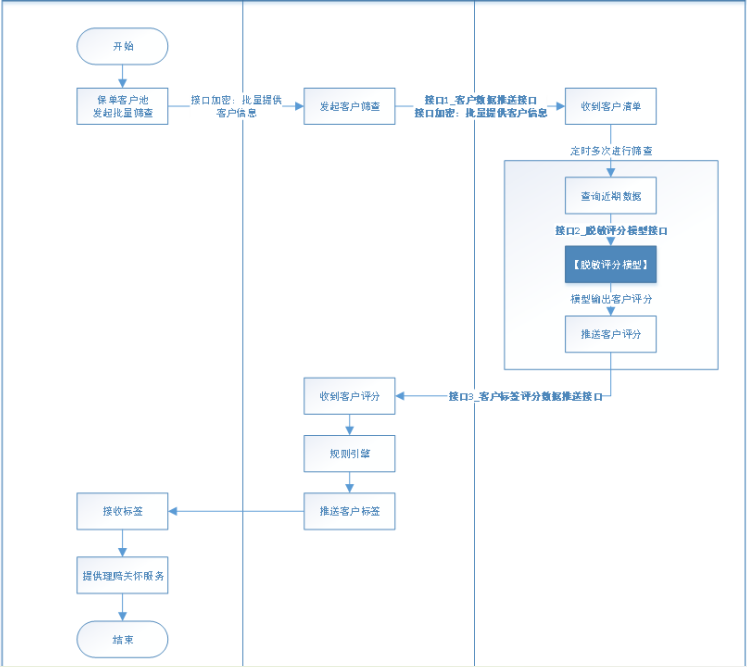 开始
保单客户池
发起批量筛查
接口加密：批量提供
客户信息
发起客户筛查
接口1_客户数据推送接口
接口加密：批量提供客户信息
收到客户清单
定时多次进行筛查
查询近期数据
接口2_脱敏评分模型接口
【脱敏评分模型】
模型输出客户评分
推送客户评分
收到客户评分
接口3_客户标签评分数据推送接口
规则引擎
接收标签
推送客户标签
提供理赔关怀服务
结束